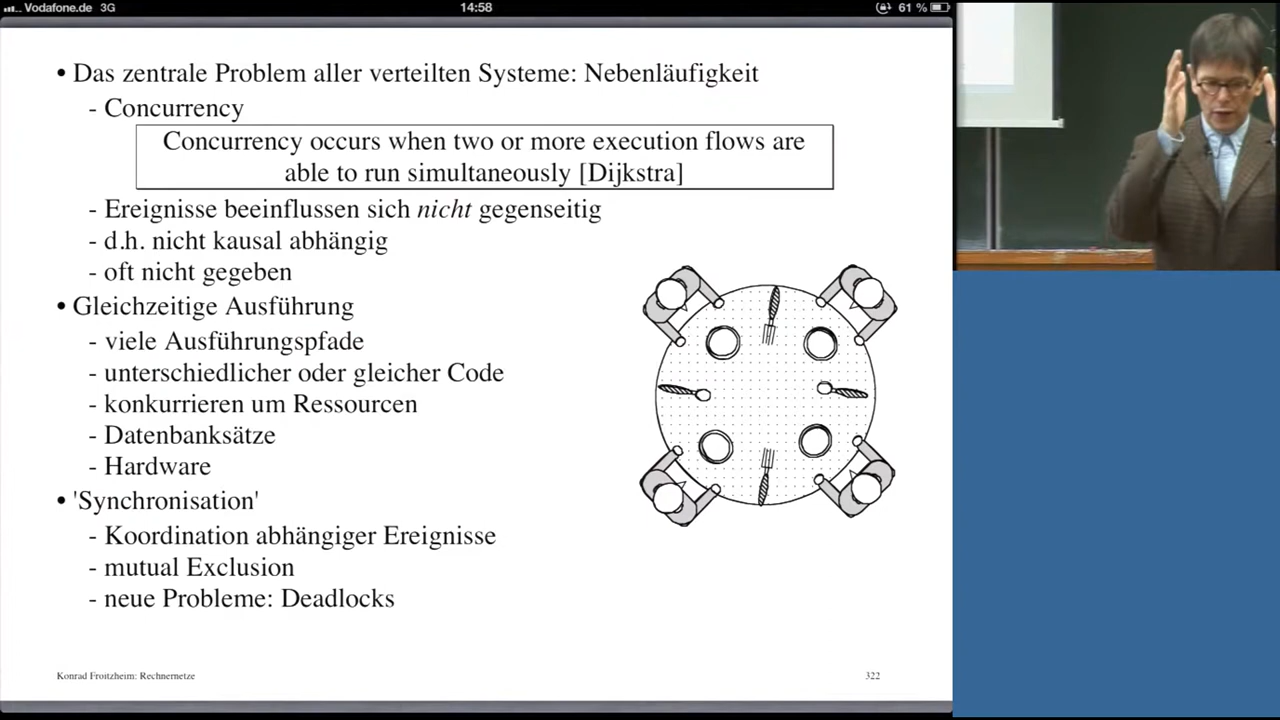 Vodafone.de 3G
14:58
61 %
• Das zentrale Problem aller verteilten Systeme: Nebenläufigkeit
- Concurrency
Concurrency occurs when two or more execution flows are
able to run simultaneously [Dijkstra]
- Ereignisse beeinflussen sich nicht gegenseitig
- d.h. nicht kausal abhängig
- oft nicht gegeben
• Gleichzeitige Ausführung
- viele Ausführungspfade
- unterschiedlicher oder gleicher Code
- konkurrieren um Ressourcen
- Datenbanksätze
- Hardware
• 'Synchronisation'
- Koordination abhängiger Ereignisse
- mutual Exclusion
- neue Probleme: Deadlocks
Konrad Froitzheim: Rechnernetze
322